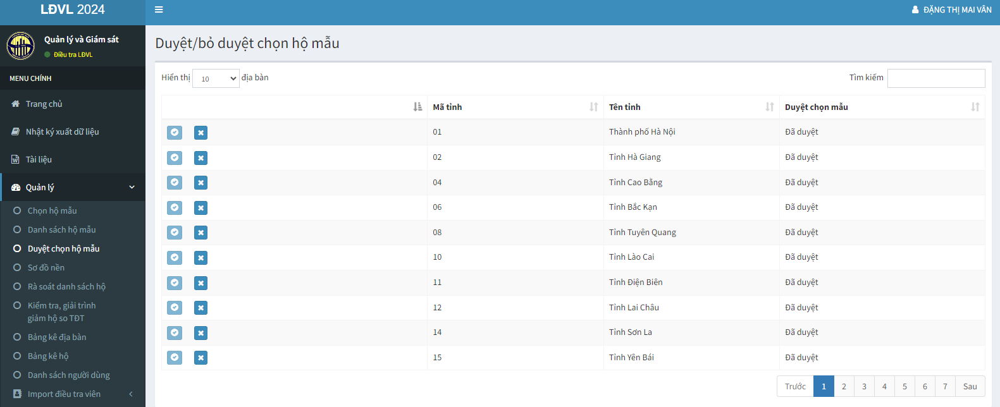 LĐVL 2024
ĐẶNG THỊ MAI VÂN
Quản lý và Giám sát
Điều tra LĐVL
MENU CHÍNH
Trang chủ
Nhật ký xuất dữ liệu
Tài liệu
Quản lý
Chọn hộ mẫu
Danh sách hộ mẫu
Duyệt chọn hộ mẫu
Sơ đồ nền
Rà soát danh sách hộ
Kiểm tra, giải trình
giảm hộ so TĐT
Bảng kê địa bàn
Bảng kê hộ
Danh sách người dùng
Import điều tra viên
Duyệt/bỏ duyệt chọn hộ mẫu
Hiển thị 10 địa bàn
Tìm kiếm
Mã tỉnh Tên tỉnh Duyệt chọn mẫu
01 Thành phố Hà Nội Đã duyệt
02 Tỉnh Hà Giang Đã duyệt
04 Tỉnh Cao Bằng Đã duyệt
06 Tỉnh Bắc Kạn Đã duyệt
08 Tỉnh Tuyên Quang Đã duyệt
10 Tỉnh Lào Cai Đã duyệt
11 Tỉnh Điện Biên Đã duyệt
12 Tỉnh Lai Châu Đã duyệt
14 Tỉnh Sơn La Đã duyệt
15 Tỉnh Yên Bái Đã duyệt
Trước 1 2 3 4 5 6 7 Sau